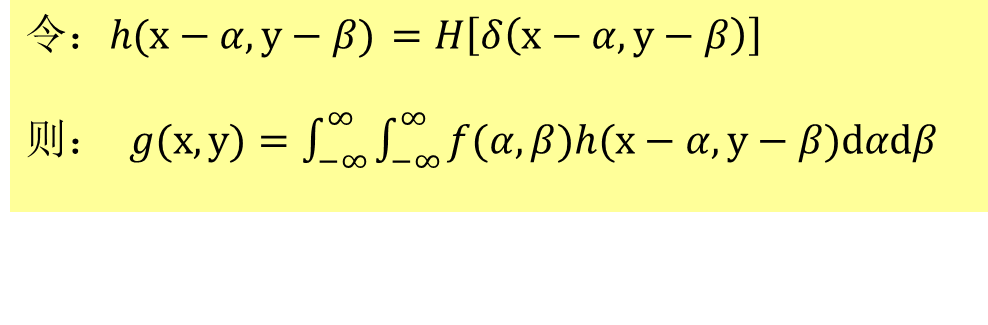 令：h(x − α, y − β) = H[δ(x − α, y − β)]
则： g(x, y) = ∫_{−∞}^{∞} ∫_{−∞}^{∞} f(α, β)h(x − α, y − β)dαdβ